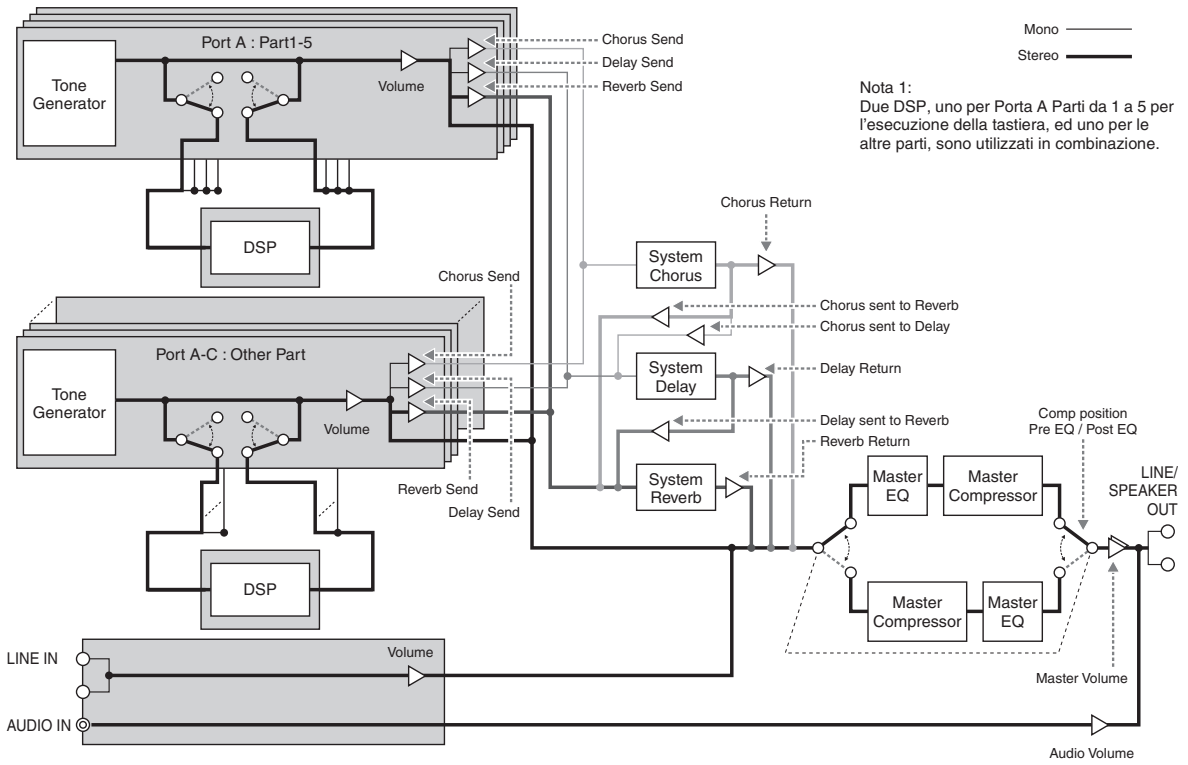 Port A : Part1-5
Tone
Generator
Volume
Chorus Send
Delay Send
Reverb Send
Mono
Stereo
Nota 1:
Due DSP, uno per Porta A Parti da 1 a 5 per
l'esecuzione della tastiera, ed uno per le
altre parti, sono utilizzati in combinazione.
DSP
Chorus Return
System
Chorus
Chorus Send
Chorus sent to Reverb
Chorus sent to Delay
Port A-C : Other Part
Tone
Generator
Volume
System
Delay
Delay Return
Delay sent to Reverb
Reverb Return
Comp position
Pre EQ / Post EQ
Reverb Send
Delay Send
System
Reverb
Master
EQ
Master
Compressor
LINE/
SPEAKER
OUT
DSP
Master
Compressor
Master
EQ
LINE IN
Volume
Master Volume
AUDIO IN
Audio Volume